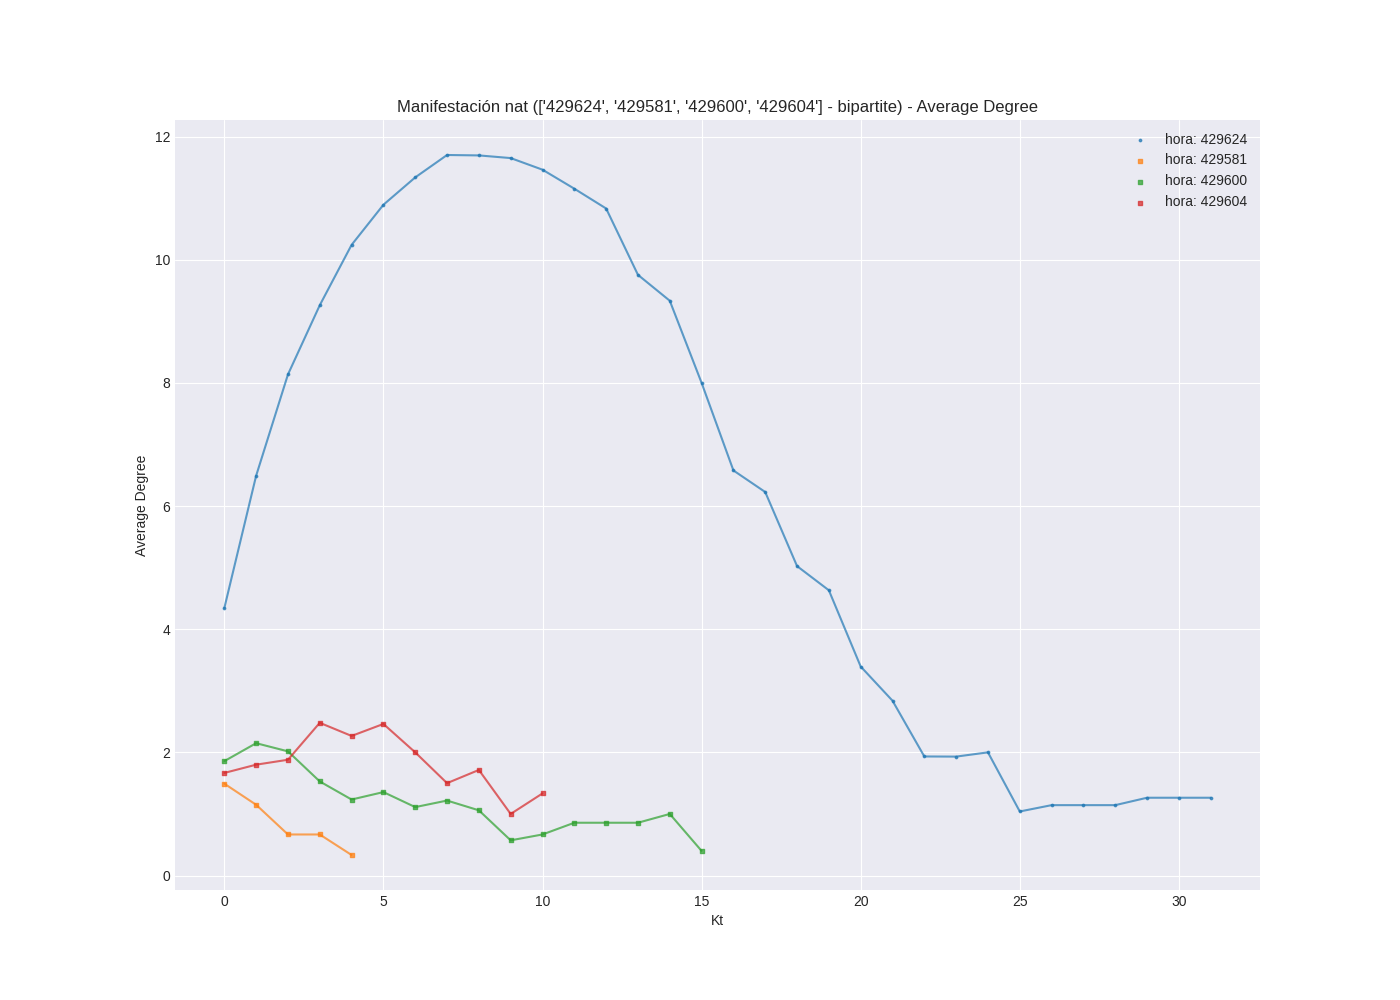 Manifestación nat (['429624', '429581', '429600', '429604'] - bipartite) - Average Degree
hora: 429624
hora: 429581
hora: 429600
hora: 429604
12
10
8
6
4
2
0
Average Degree
0 5 10 15 20 25 30
Kt